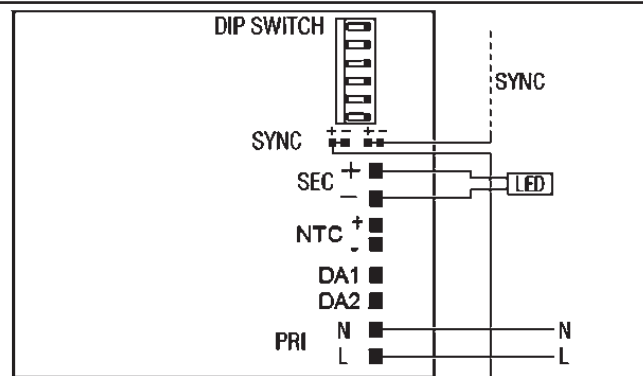 DIP SWITCH
SYNC
+ - + -
SYNC
SEC + LED
-
NTC +
-
DA1
DA2
PRI N N
L L